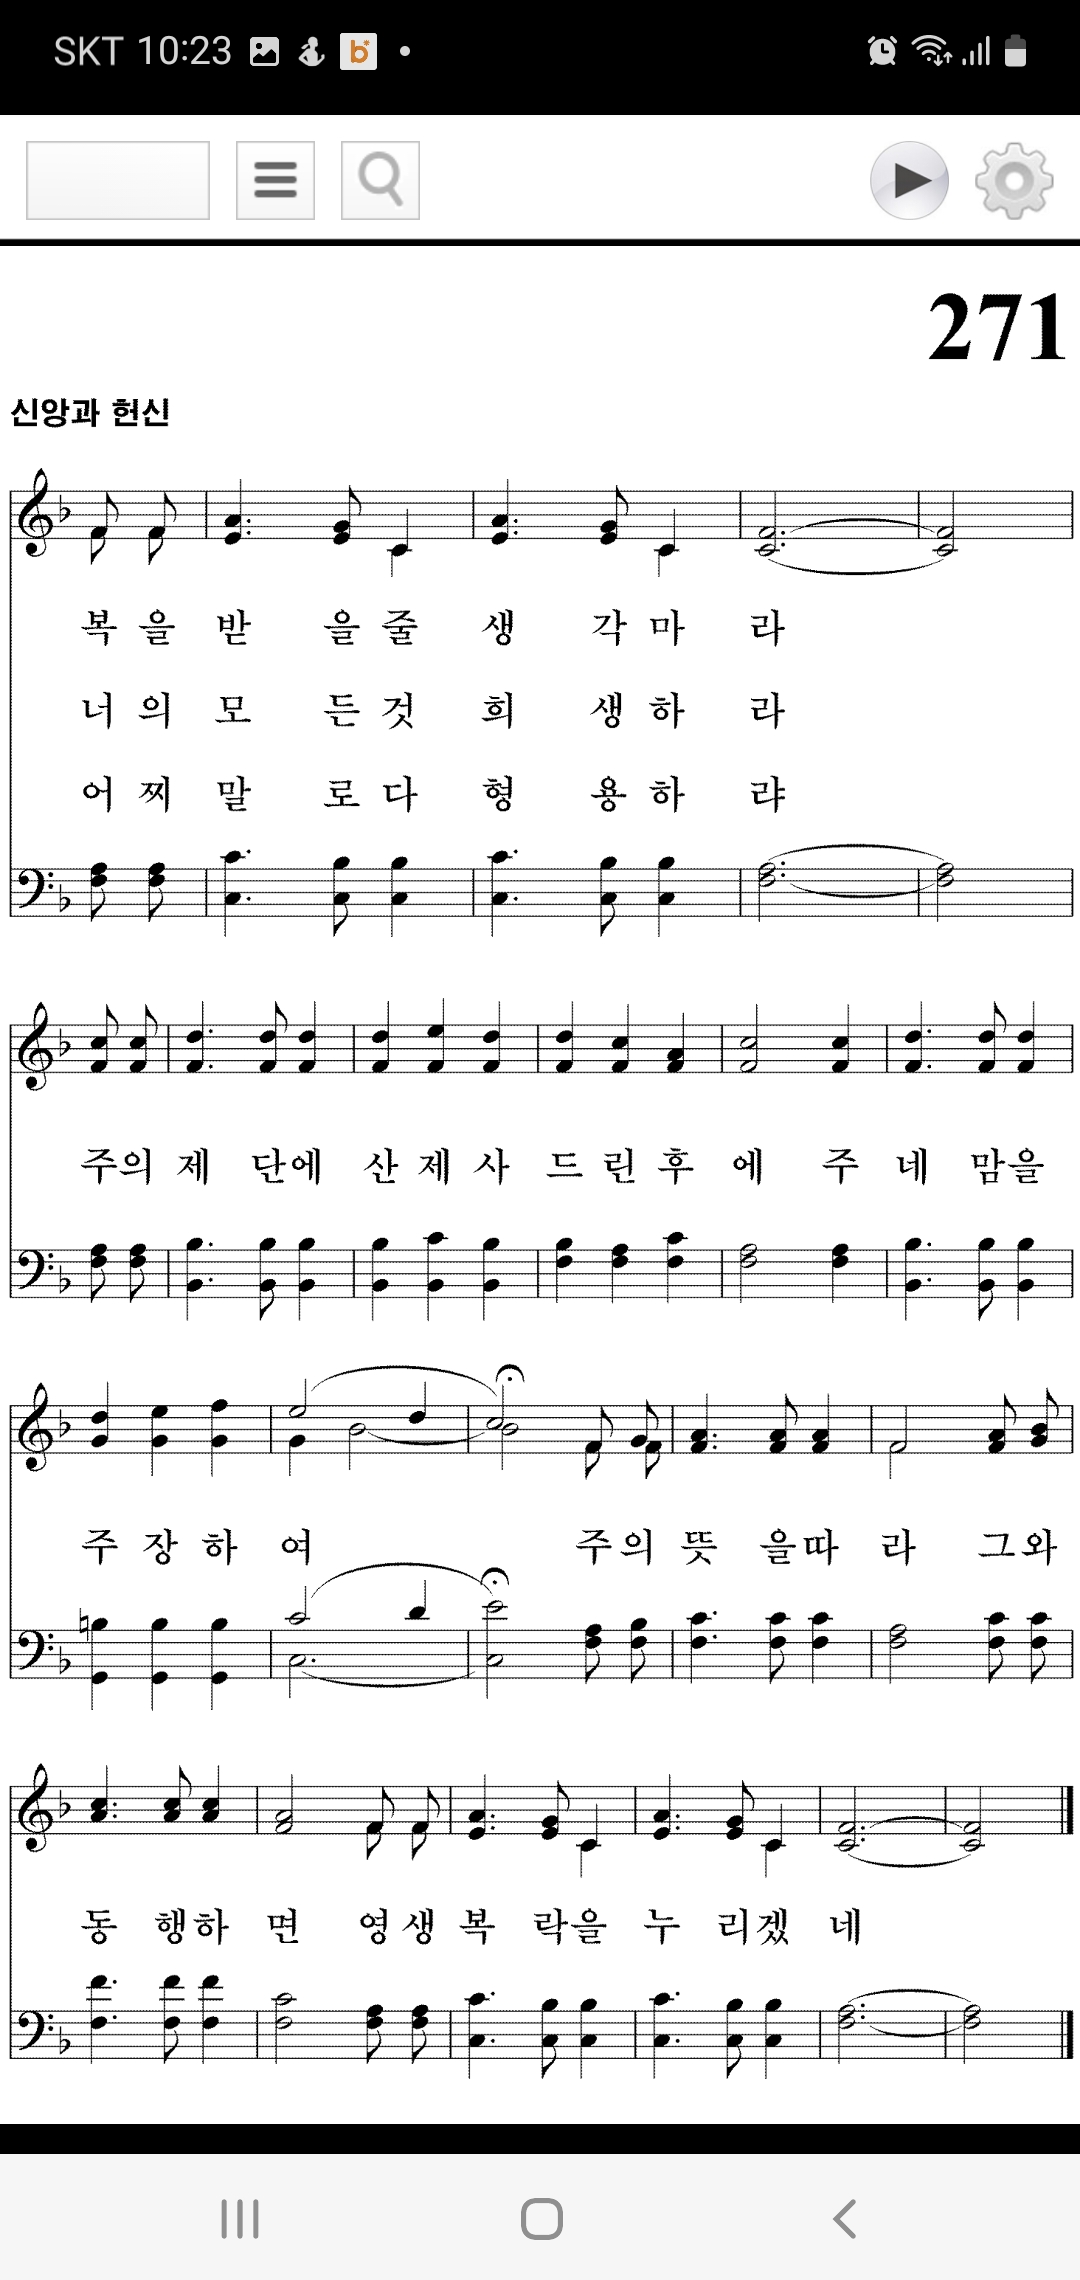 SKT 10:23
271
신앙과 헌신
복 을 받 을 줄 생 각 마 라
너 의 모 든 것 희 생 하 라
어 찌 말 로 다 형 용 하 랴
주의 제 단에 산 제 사 드 린 후 에 주 네 맘을
주 장 하 여 주의 뜻 을따 라 그와
동 행하 면 영생 복 락을 누 리겠 네